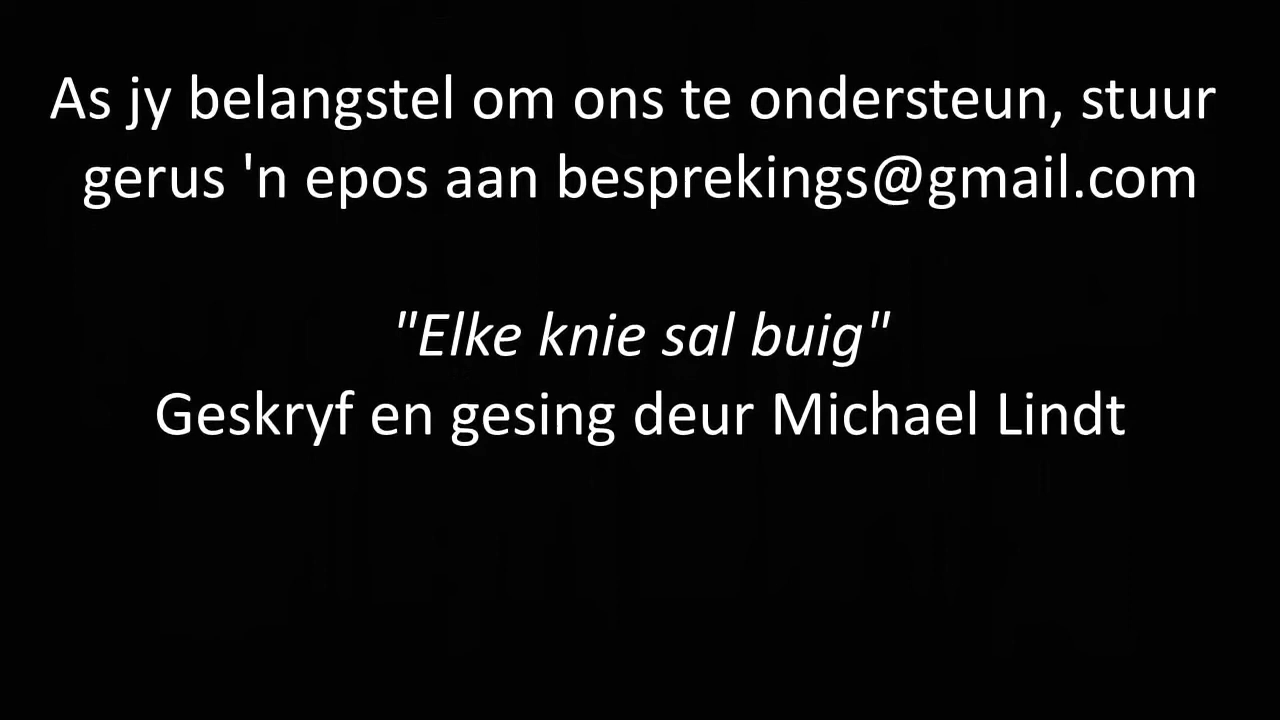 As jy belangstel om ons te ondersteun, stuur
gerus 'n epos aan besprekings@gmail.com
"Elke knie sal buig"
Geskryf en gesing deur Michael Lindt